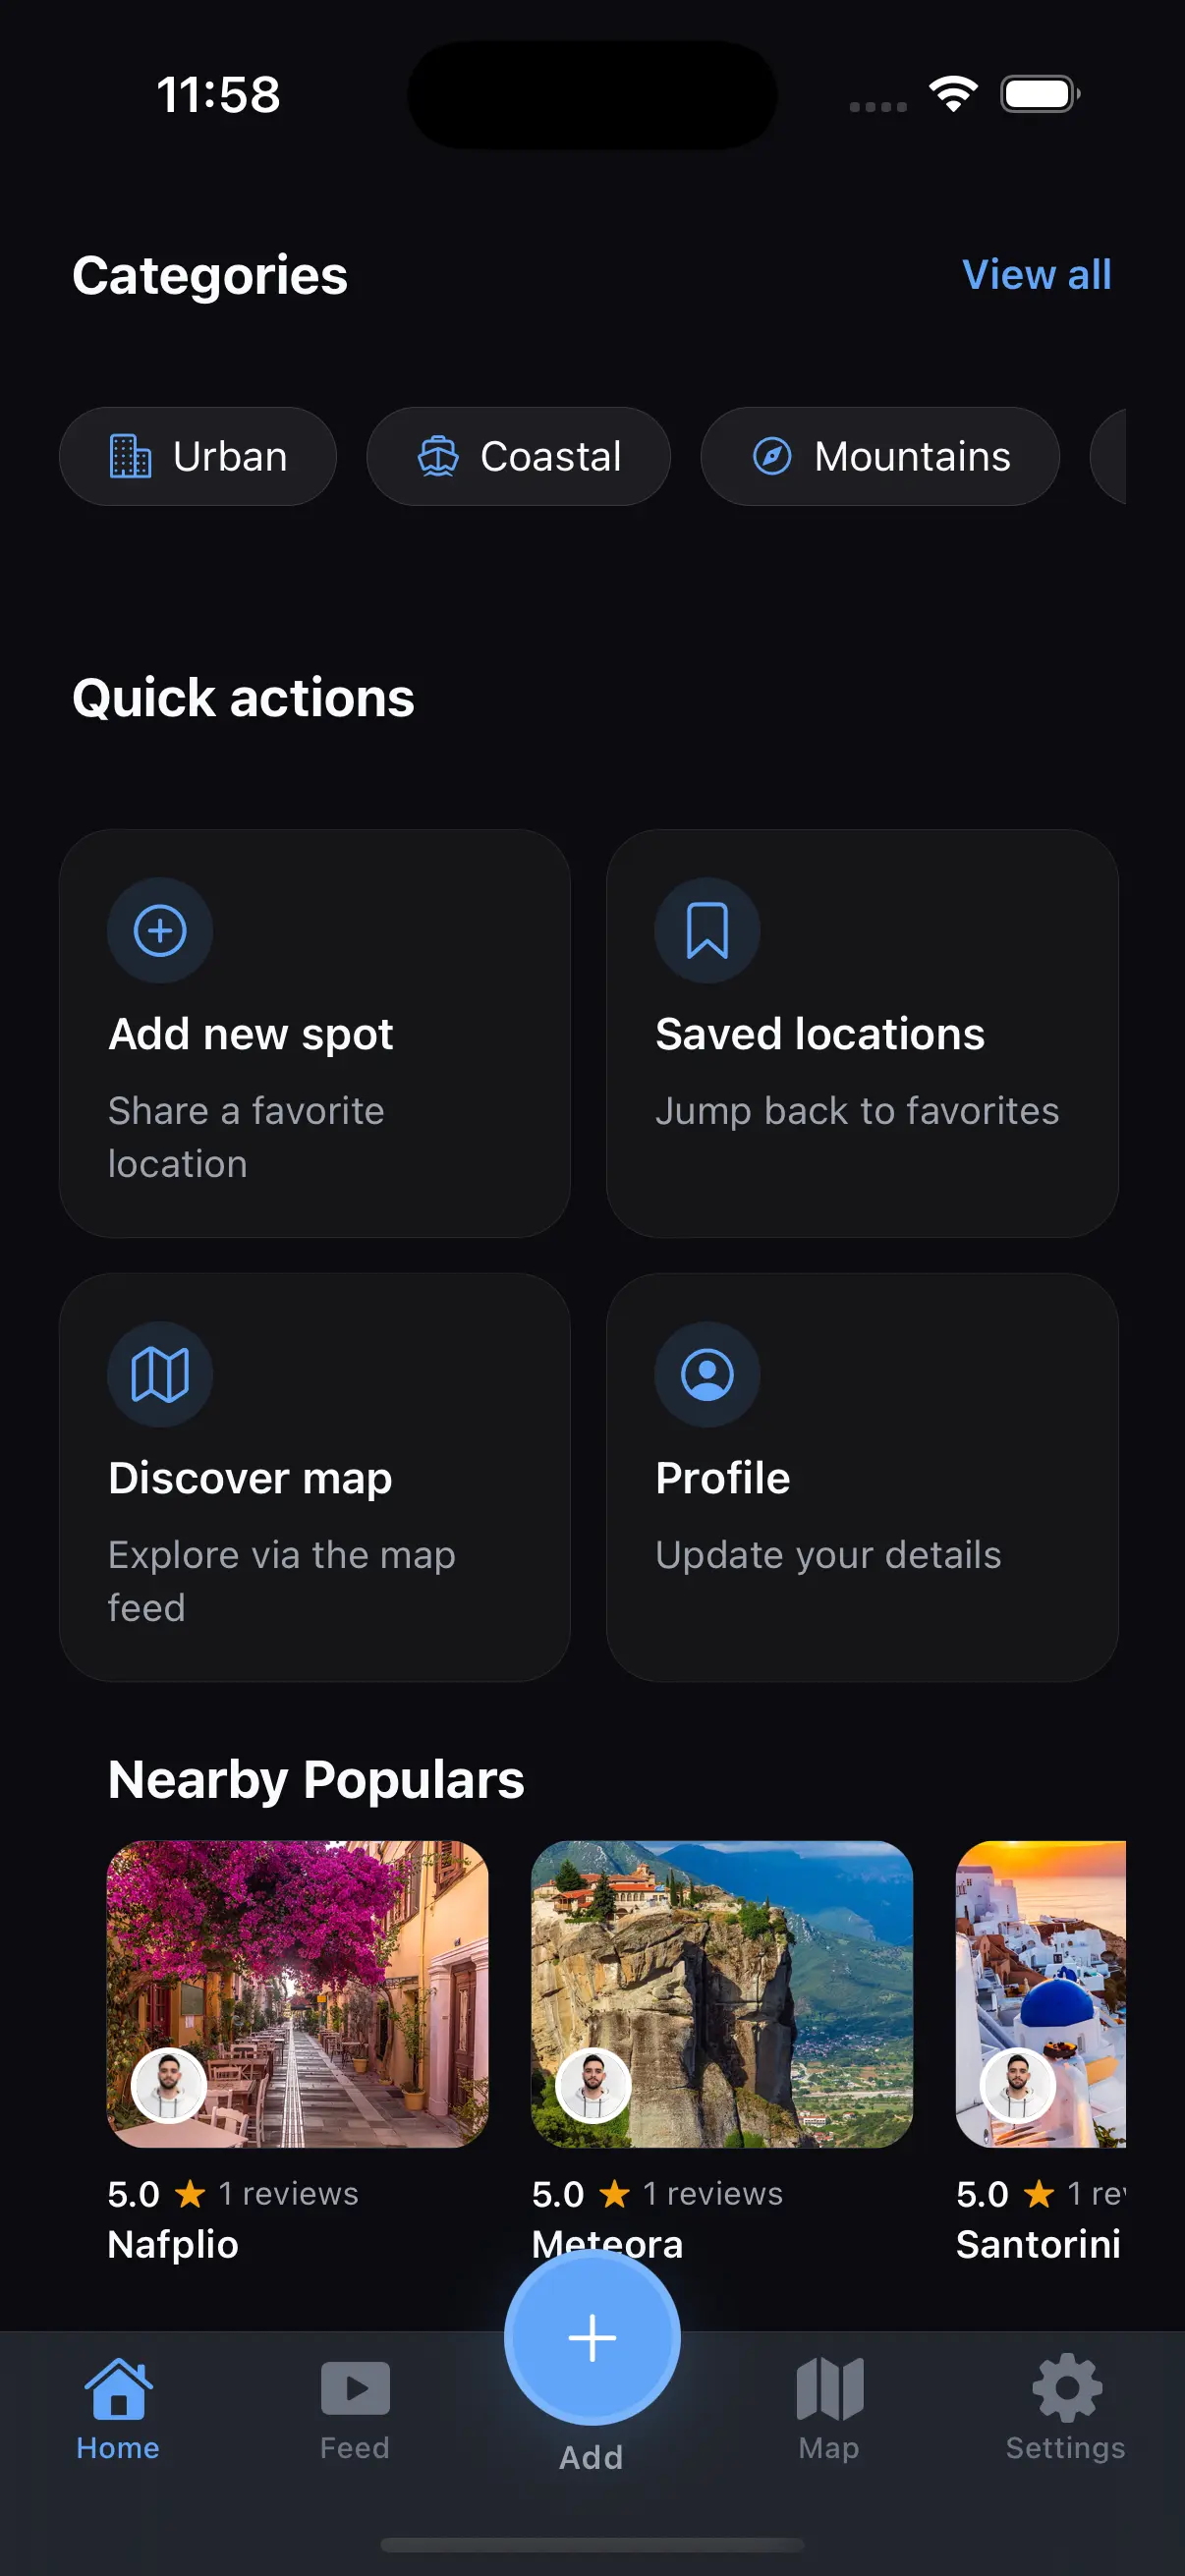 11:58
Categories
View all
Urban
Coastal
Mountains
Quick actions
Add new spot
Share a favorite
location
Saved locations
Jump back to favorites
Discover map
Explore via the map
feed
Profile
Update your details
Nearby Populars
5.0 ★ 1 reviews
Nafplio
5.0 ★ 1 reviews
Meteora
5.0 ★ 1 re
Santorini
Home
Feed
Add
Map
Settings